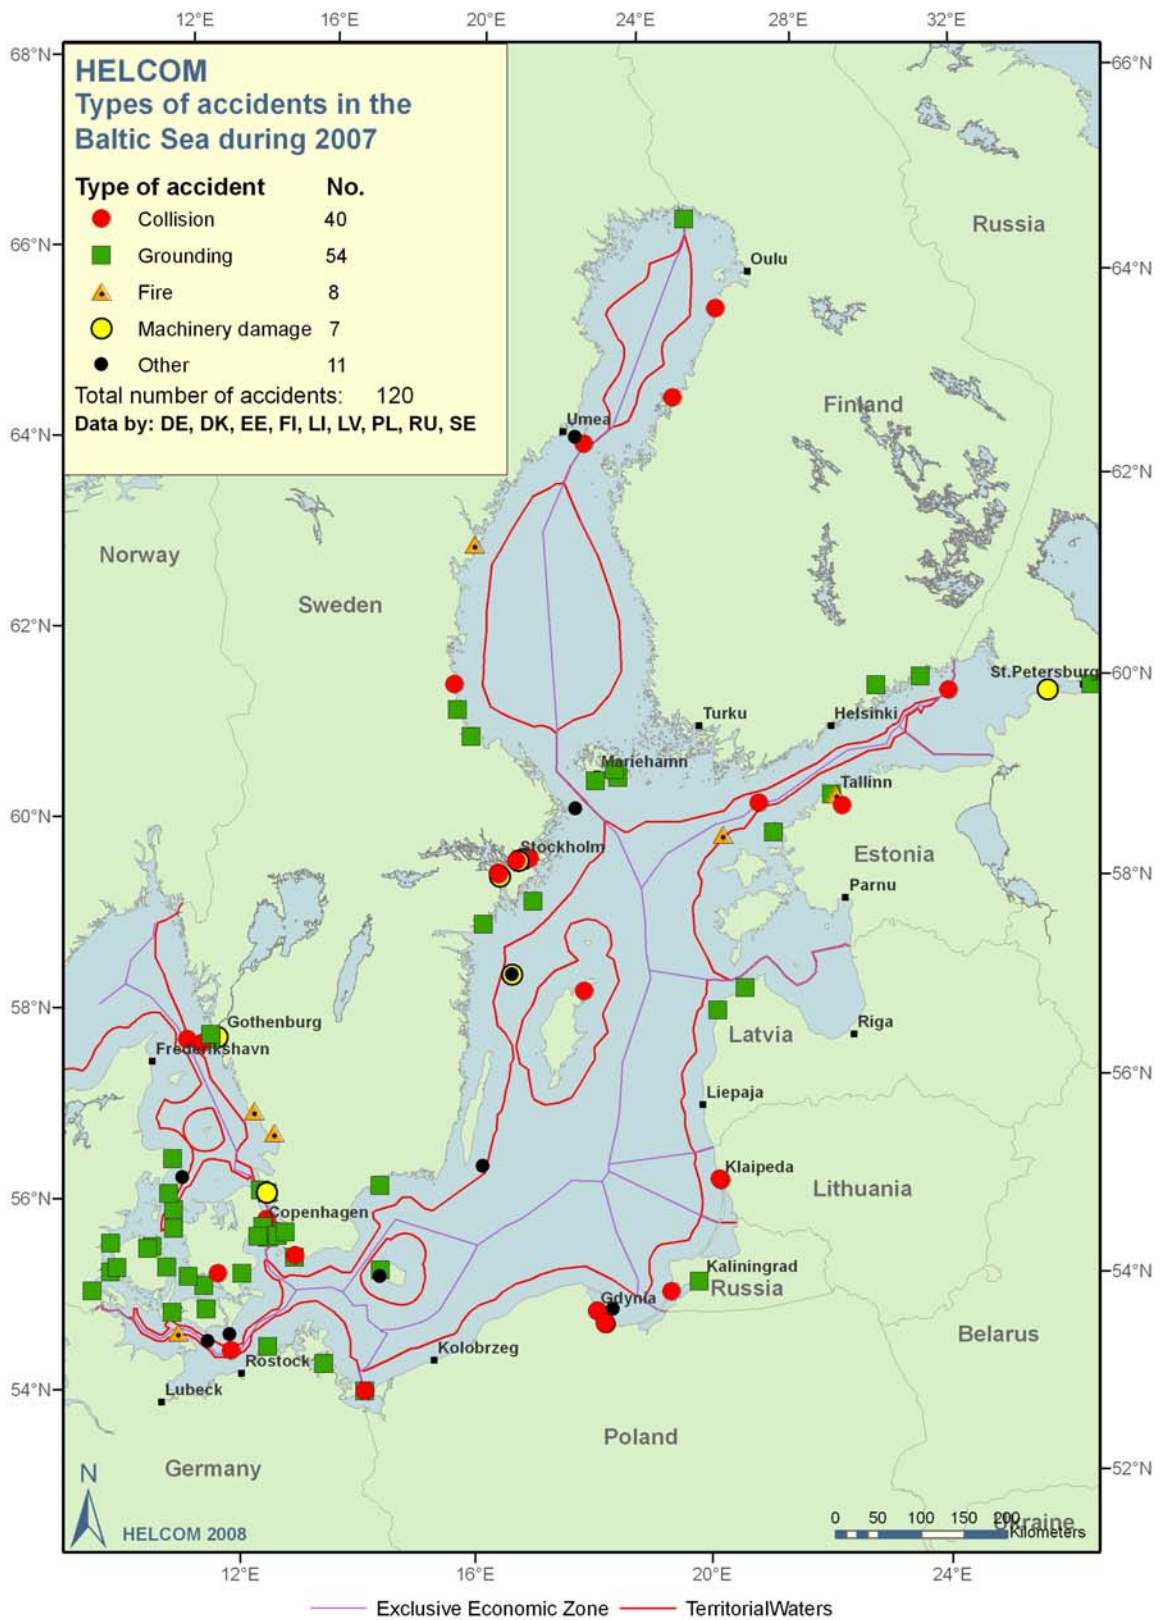 12°E 16°E 20°E 24°E 28°E 32°E
68°N
66°N
HELCOM
Types of accidents in the
Baltic Sea during 2007
Type of accident No.
Collision 40
Grounding 54
Fire 8
Machinery damage 7
Other 11
Total number of accidents: 120
Data by: DE, DK, EE, FI, LI, LV, PL, RU, SE
Russia
66°N
Oulu
64°N
Finland
Umea
64°N
62°N
Norway
Sweden
62°N
St.Petersburg
60°N
Turku
Helsinki
Mariehamn
Tallinn
60°N
Stockholm
Estonia
58°N
Parnu
58°N
Gothenburg
Riga
Latvia
Frederikshavn
56°N
Liepaja
Klaipeda
Lithuania
56°N
Copenhagen
Kaliningrad
54°N
Russia
Gdynia
Belarus
Kolobrzeg
Rostock
54°N
Lubeck
Poland
Germany
52°N
N
HELCOM 2008
0 50 100 150 200
Ukraine
Kilometers
12°E 16°E 20°E 24°E
Exclusive Economic Zone TerritorialWaters